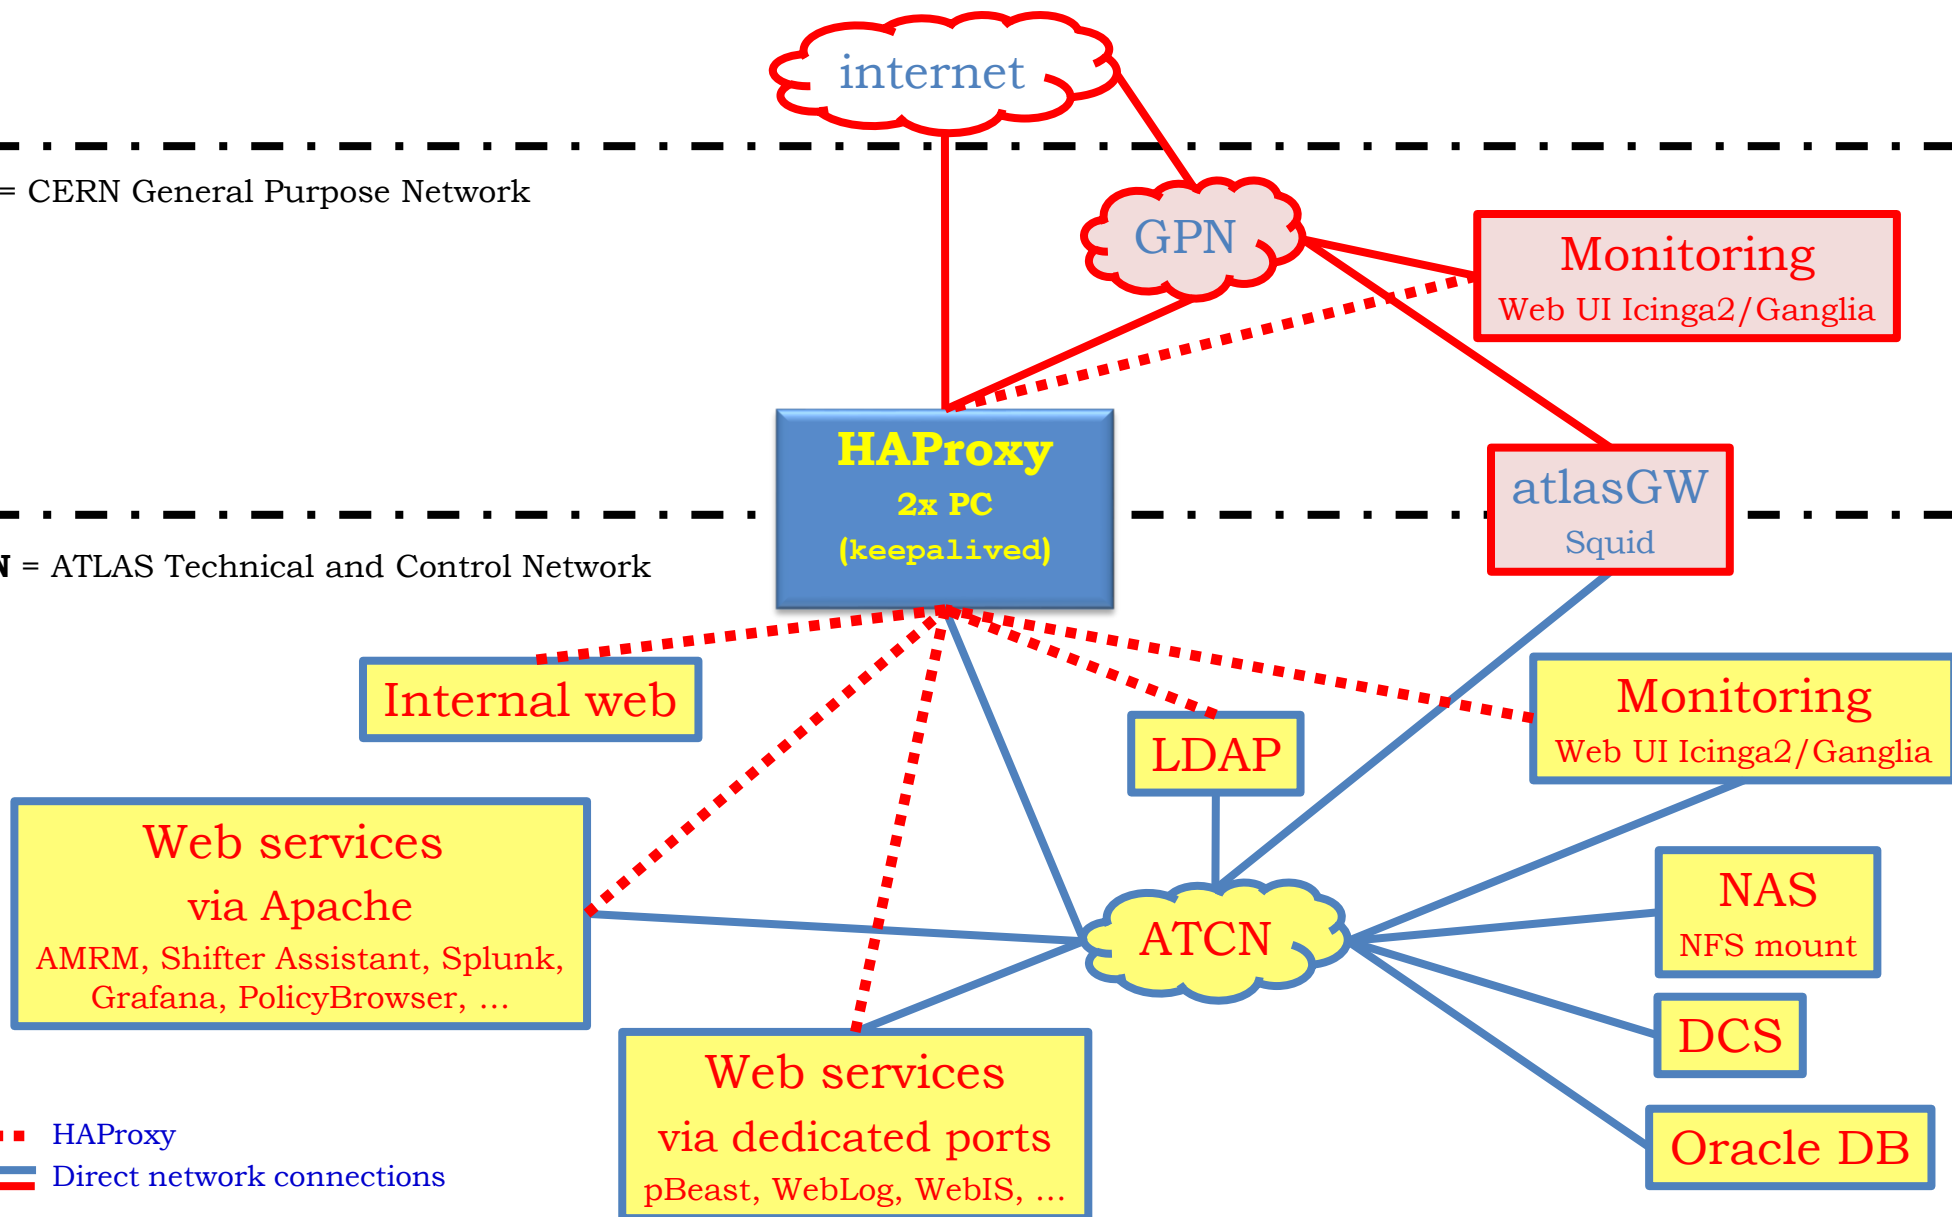 internet
= CERN General Purpose Network
GPN
Monitoring
Web UI Icinga2/Ganglia
HAProxy
2x PC
(keepalived)
atlasGW
Squid
N = ATLAS Technical and Control Network
Internal web
LDAP
Monitoring
Web UI Icinga2/Ganglia
Web services
via Apache
AMRM, Shifter Assistant, Splunk,
Grafana, PolicyBrowser, ...
ATCN
NAS
NFS mount
DCS
Web services
via dedicated ports
pBeast, WebLog, WebIS, ...
Oracle DB
HAProxy
Direct network connections